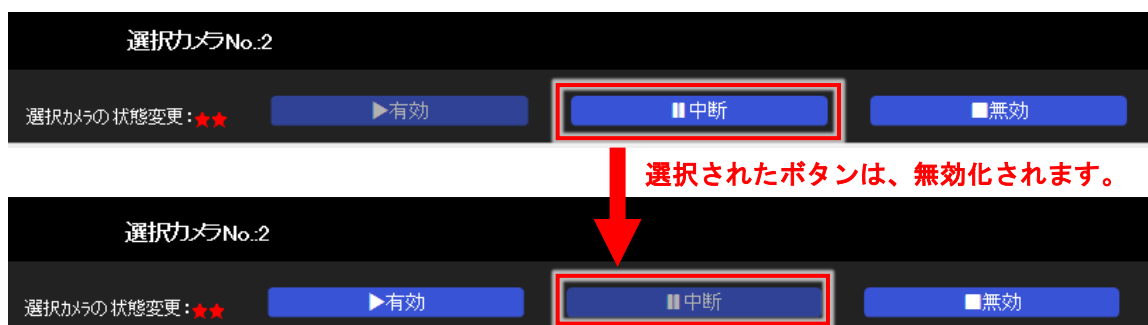 選択カメラNo.:2
選択カメラの状態変更:★★ ▶有効 ⏸中断 ■無効
選択されたボタンは、無効化されます。
選択カメラNo.:2
選択カメラの状態変更:★★ ▶有効 ⏸中断 ■無効